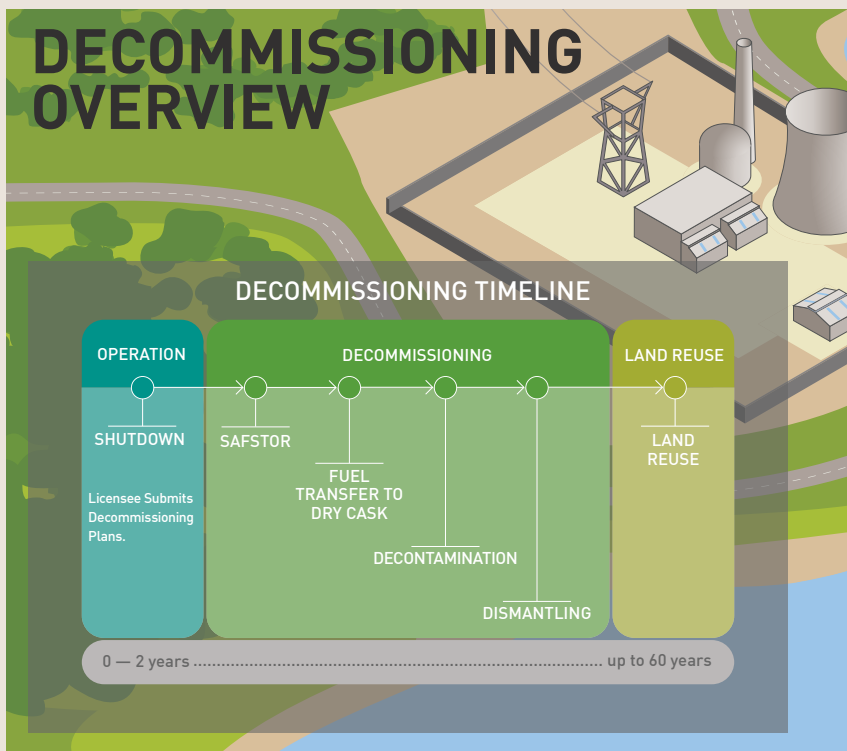 DECOMMISSIONING
OVERVIEW
DECOMMISSIONING TIMELINE
OPERATION
DECOMMISSIONING
LAND REUSE
SHUTDOWN
SAFSTOR
LAND
REUSE
FUEL
TRANSFER TO
DRY CASK
Licensee Submits
Decommissioning
Plans.
DECONTAMINATION
DISMANTLING
0 — 2 years ........................................................................................ up to 60 years